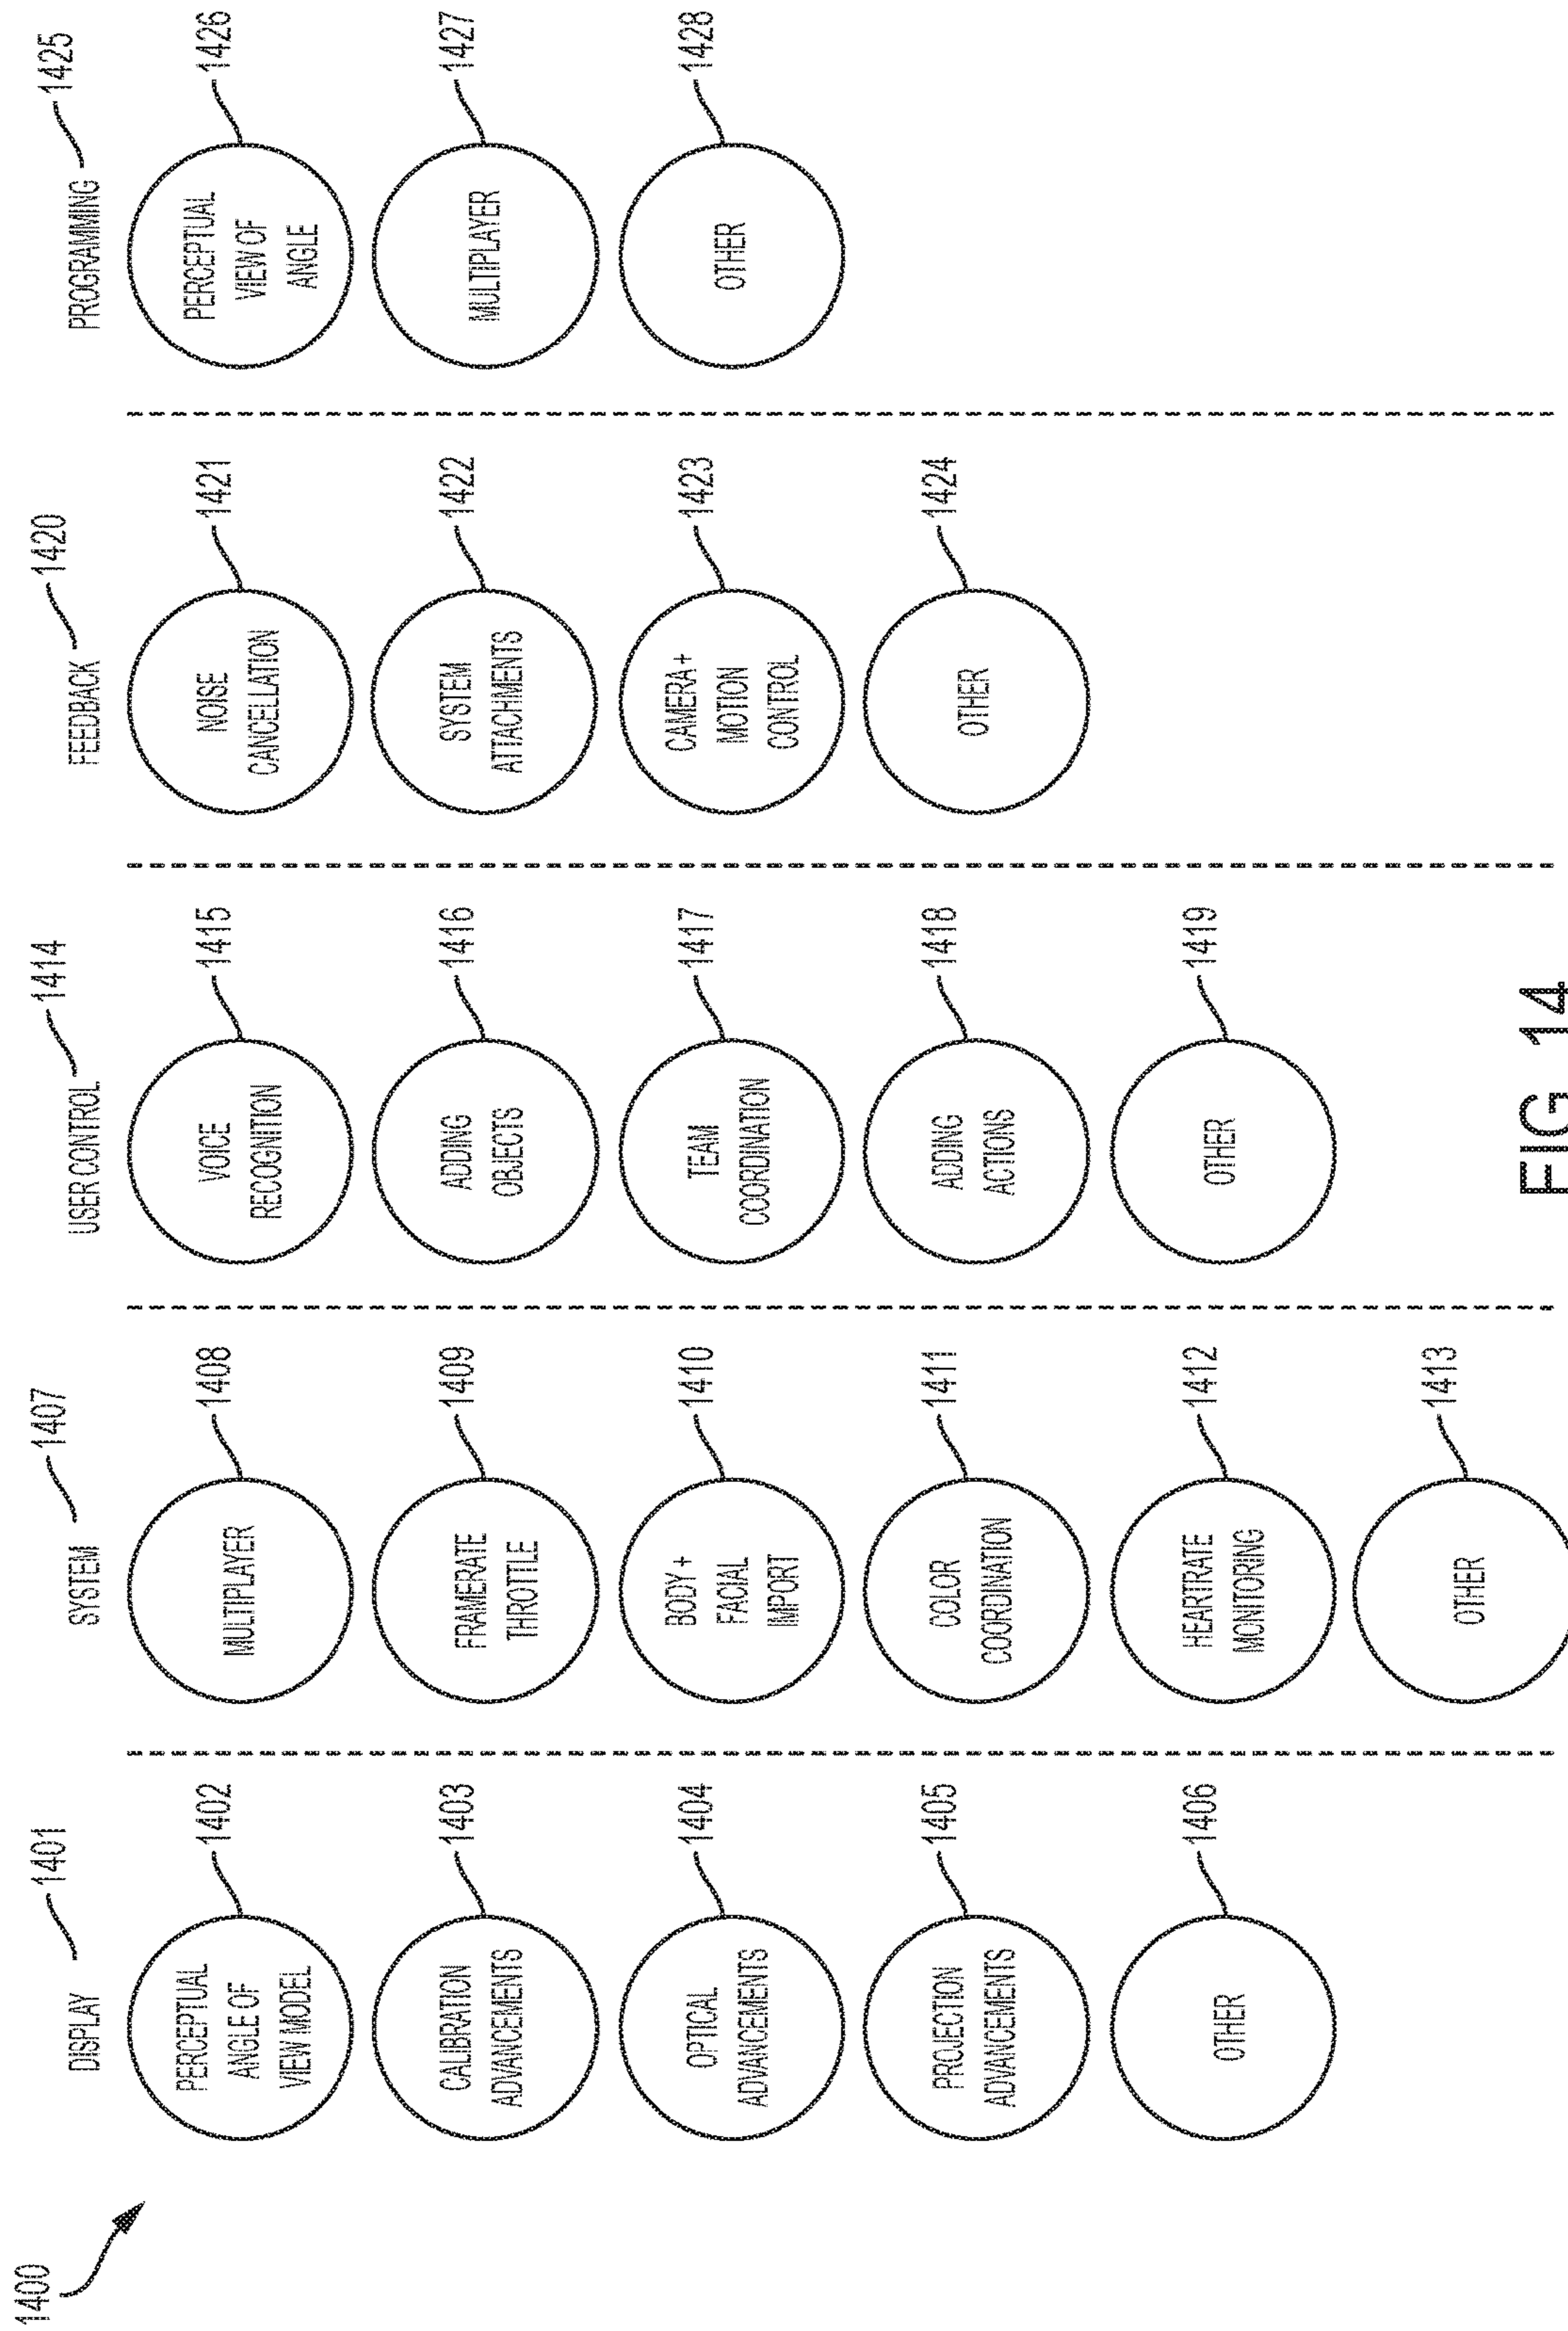 1400
DISPLAY
1401
PERCEPTUAL
ANGLE OF
VIEW MODEL
1402
CALIBRATION
ADVANCEMENTS
1403
OPTICAL
ADVANCEMENTS
1404
PROJECTION
ADVANCEMENTS
1405
OTHER
1406
SYSTEM
1407
MULTIPLAYER
1408
FRAMERATE
THROTTLE
1409
BODY +
FACIAL
IMPORT
1410
COLOR
COORDINATION
1411
HEARTRATE
MONITORING
1412
OTHER
1413
USER CONTROL
1414
VOICE
RECOGNITION
1415
ADDING
OBJECTS
1416
TEAM
COORDINATION
1417
ADDING
ACTIONS
1418
OTHER
1419
FEEDBACK
1420
NOISE
CANCELLATION
1421
SYSTEM
ATTACHMENTS
1422
CAMERA +
MOTION
CONTROL
1423
OTHER
1424
PROGRAMMING
1425
PERCEPTUAL
VIEW OF
ANGLE
1426
MULTIPLAYER
1427
OTHER
1428
FIG. 14